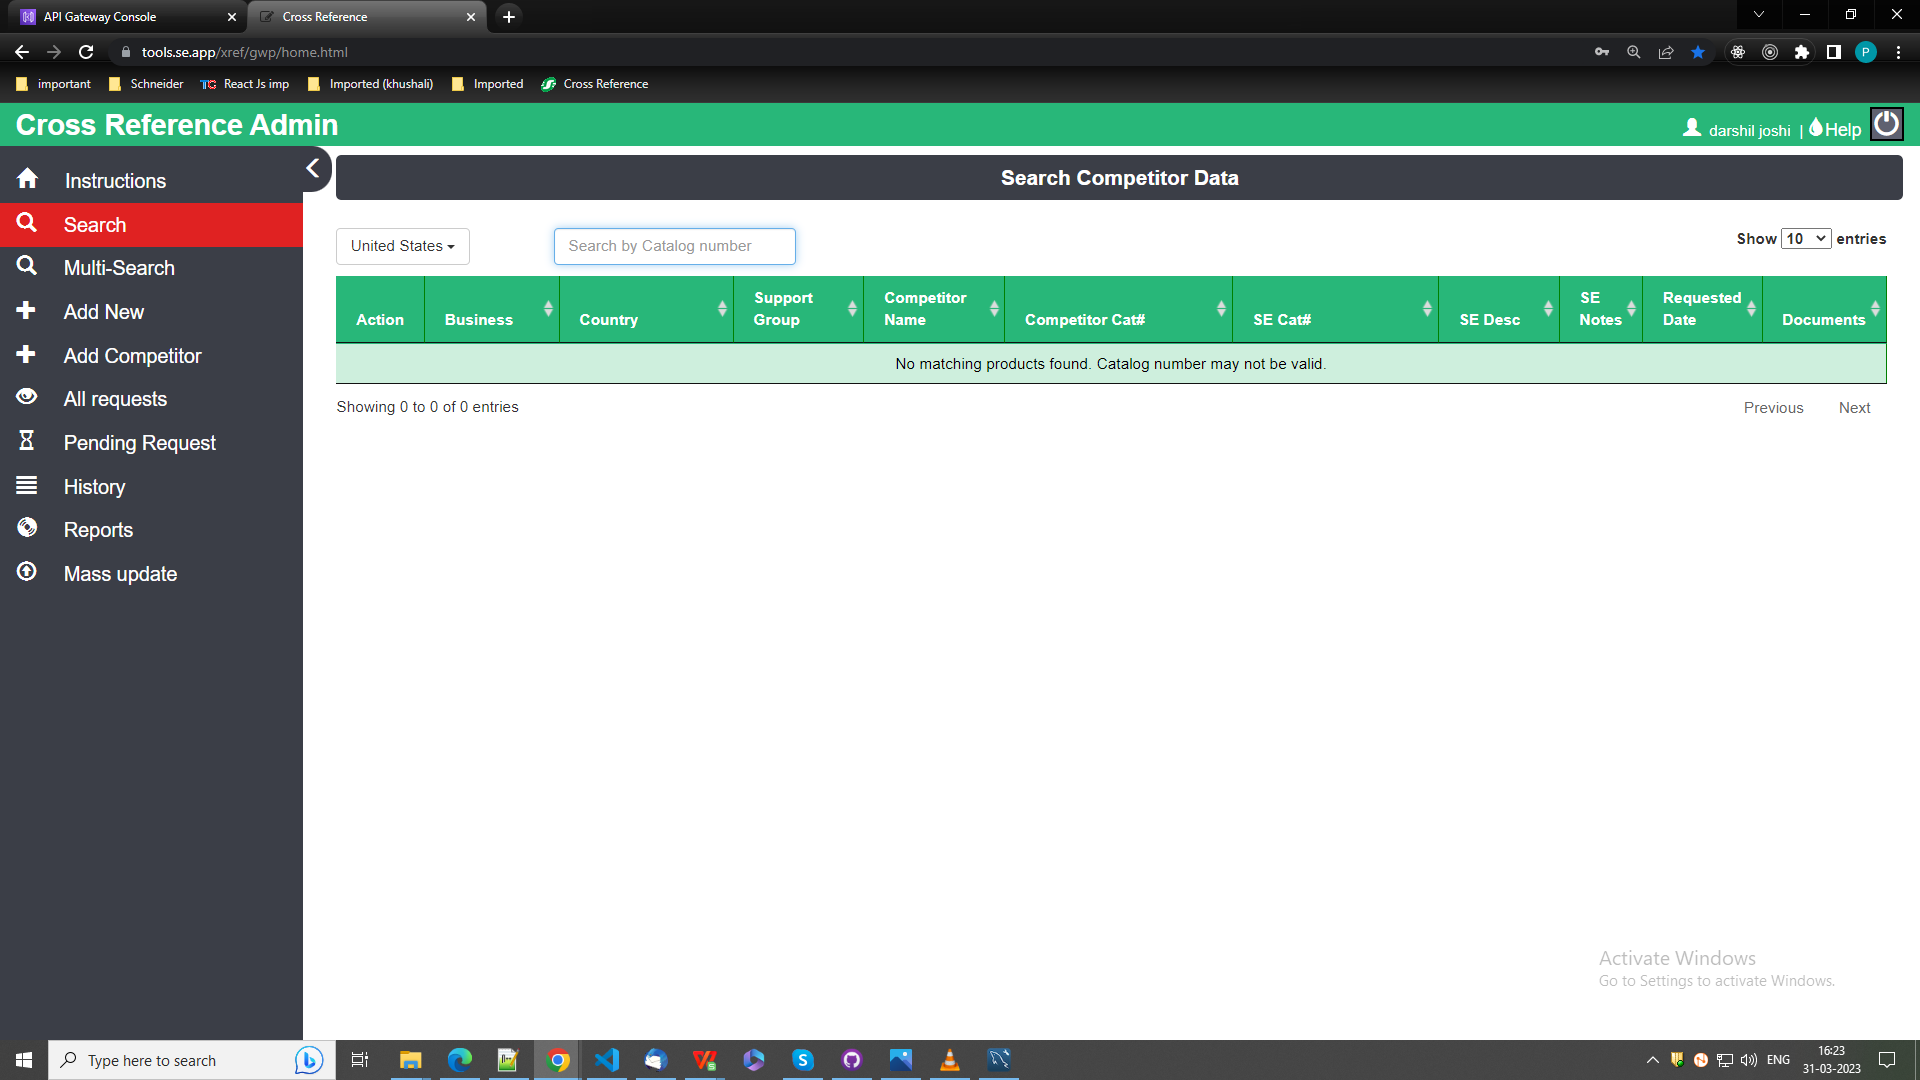 API Gateway Console
Cross Reference
tools.se.app/xref/gwp/home.html
important
Schneider
TC React Js imp
Imported (khushali)
Imported
Cross Reference
P
Cross Reference Admin
darshil joshi | Help
Instructions
Search
Multi-Search
Add New
Add Competitor
All requests
Pending Request
History
Reports
Mass update
Search Competitor Data
United States
Search by Catalog number
Show 10 entries
Action
Business
Country
Support
Group
Competitor
Name
Competitor Cat#
SE Cat#
SE Desc
SE
Notes
Requested
Date
Documents
No matching products found. Catalog number may not be valid.
Showing 0 to 0 of 0 entries
Previous
Next
Activate Windows
Go to Settings to activate Windows.
Type here to search
ENG
16:23
31-03-2023